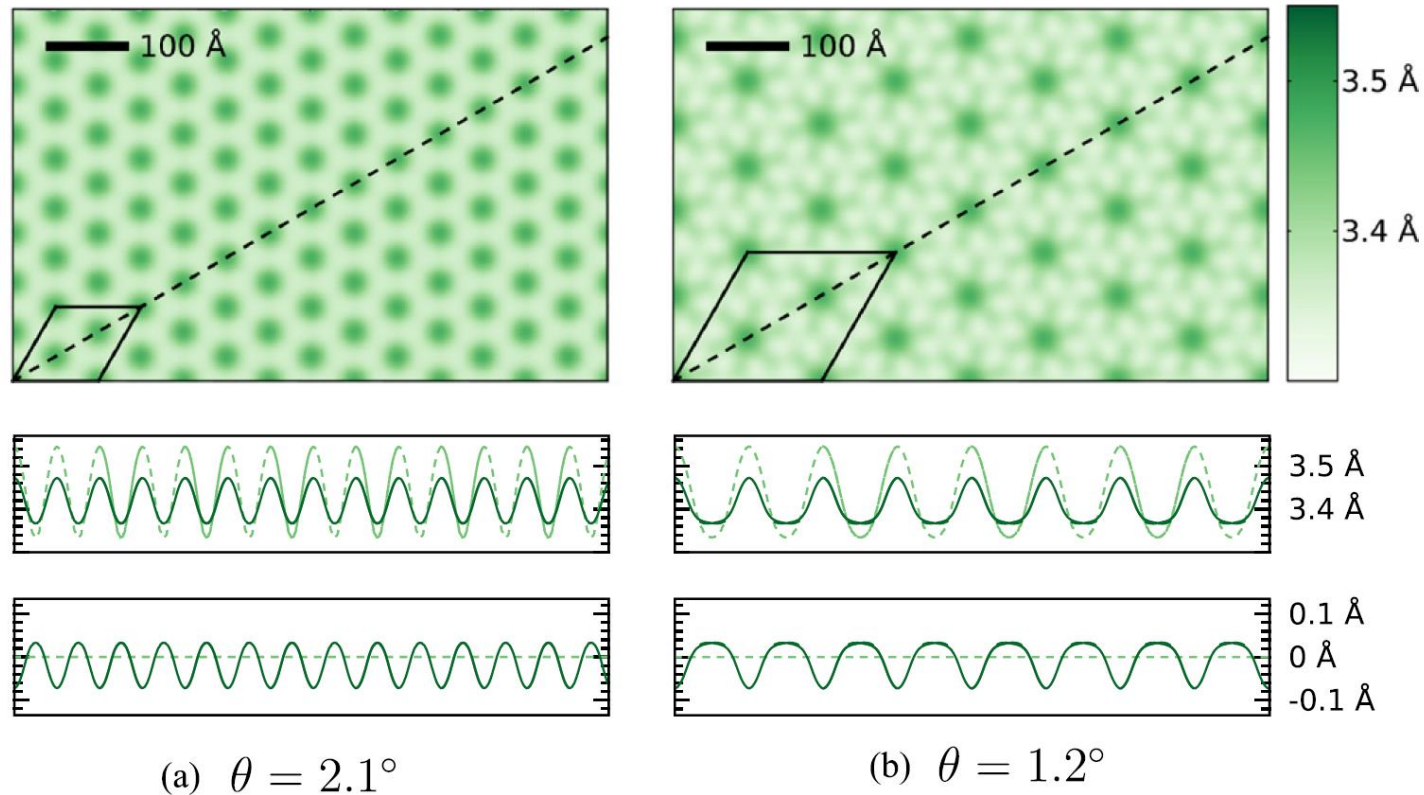 100 Å
100 Å
3.5 Å
3.4 Å
3.5 Å
3.4 Å
0.1 Å
0 Å
-0.1 Å
(a) θ = 2.1°
(b) θ = 1.2°